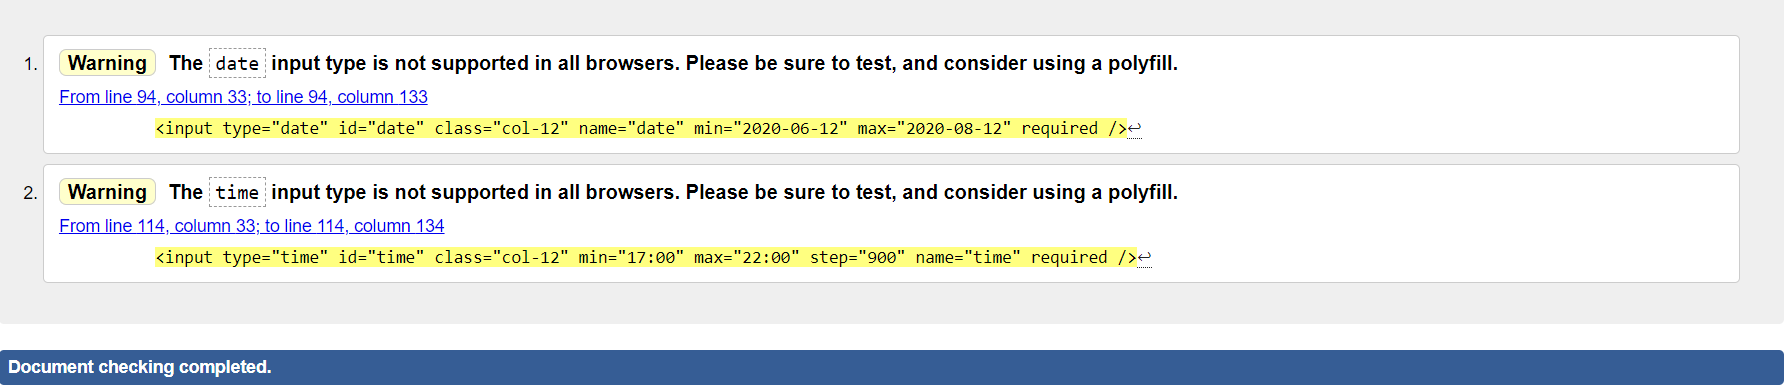 1. Warning The date input type is not supported in all browsers. Please be sure to test, and consider using a polyfill.
From line 94, column 33; to line 94, column 133
<input type="date" id="date" class="col-12" name="date" min="2020-06-12" max="2020-08-12" required />↩
2. Warning The time input type is not supported in all browsers. Please be sure to test, and consider using a polyfill.
From line 114, column 33; to line 114, column 134
<input type="time" id="time" class="col-12" min="17:00" max="22:00" step="900" name="time" required />↩
Document checking completed.